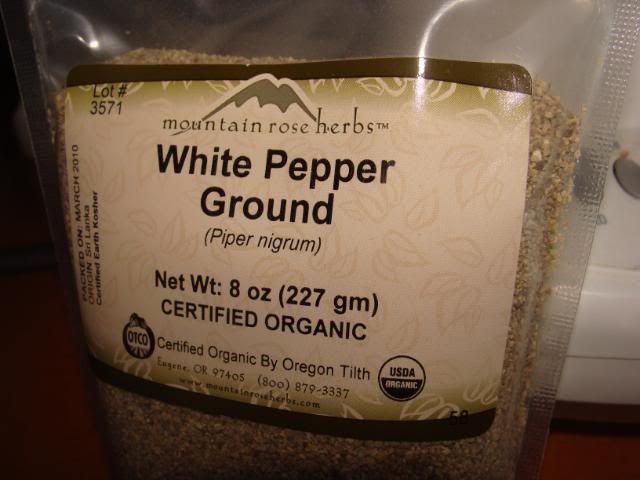 Lot #
3571
mountain rose herbs™
White Pepper
Ground
(Piper nigrum)
Net Wt: 8 oz (227 gm)
CERTIFIED ORGANIC
OTCO
Certified Organic By Oregon Tilth
Eugene, OR 97405 (800) 879-3337
www.mountainroseherbs.com
USDA
ORGANIC
PACKED ON: MARCH 2010
ORIGIN Sri Lanka
Certified Earth Kosher
58